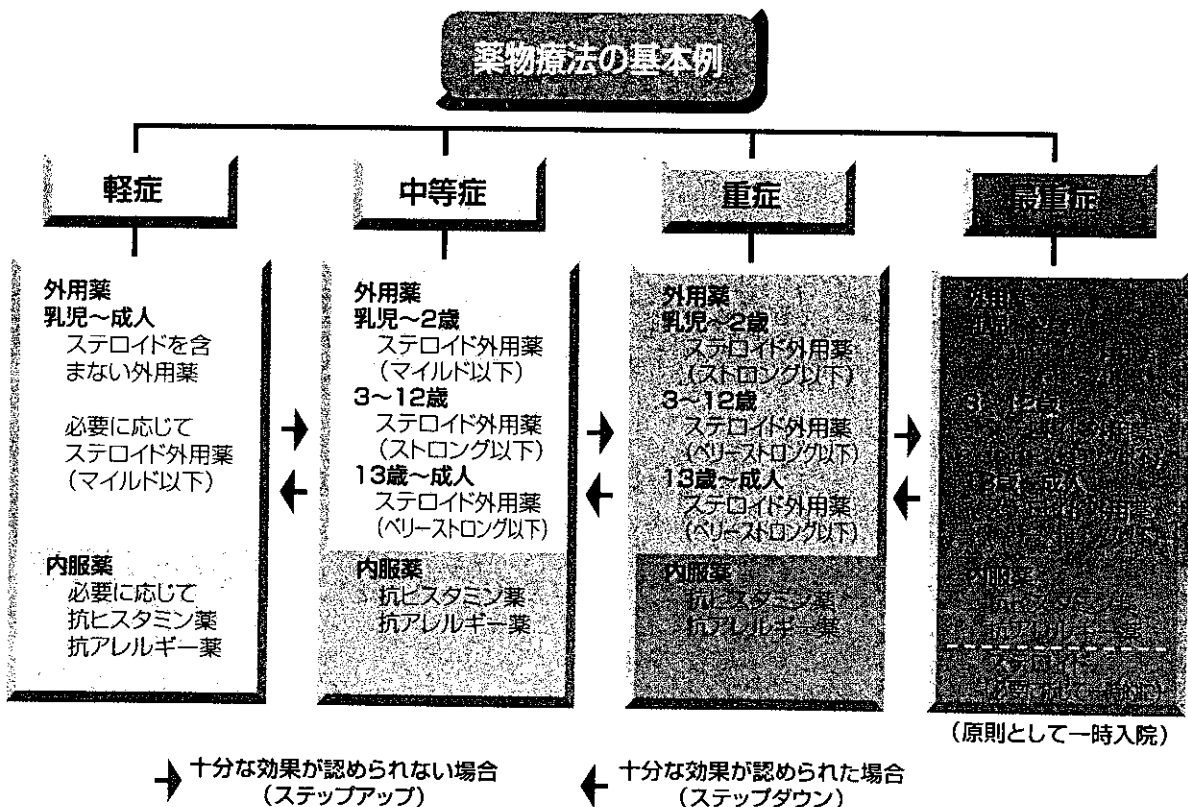 薬物療法の基本例
軽症
外用薬
乳児～成人
ステロイドを含
まない外用薬
必要に応じて
ステロイド外用薬
(マイルド以下)
内服薬
必要に応じて
抗ヒスタミン薬
抗アレルギー薬
中等症
外用薬
乳児～2歳
ステロイド外用薬
(マイルド以下)
3～12歳
ステロイド外用薬
(ストロング以下)
13歳～成人
ステロイド外用薬
(ベリーストロング以下)
内服薬
抗ヒスタミン薬
抗アレルギー薬
重症
外用薬
乳児～2歳
ステロイド外用薬
(ストロング以下)
3～12歳
ステロイド外用薬
(ベリーストロング以下)
13歳～成人
ステロイド外用薬
(ベリーストロング以下)
内服薬
抗ヒスタミン薬
抗アレルギー薬
最重症
外用
3～12歳
13歳～成人
内服薬
(原則として一時入院)
十分な効果が認められない場合
(ステップアップ)
十分な効果が認められた場合
(ステップダウン)